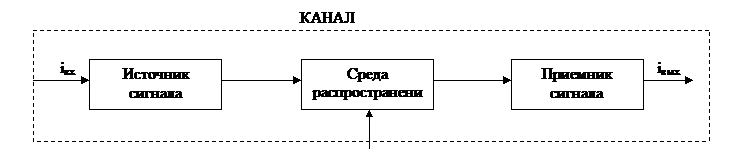 КАНАЛ
iвх
Источник
сигнала
Среда
распространени
Приемник
сигнала
iвых